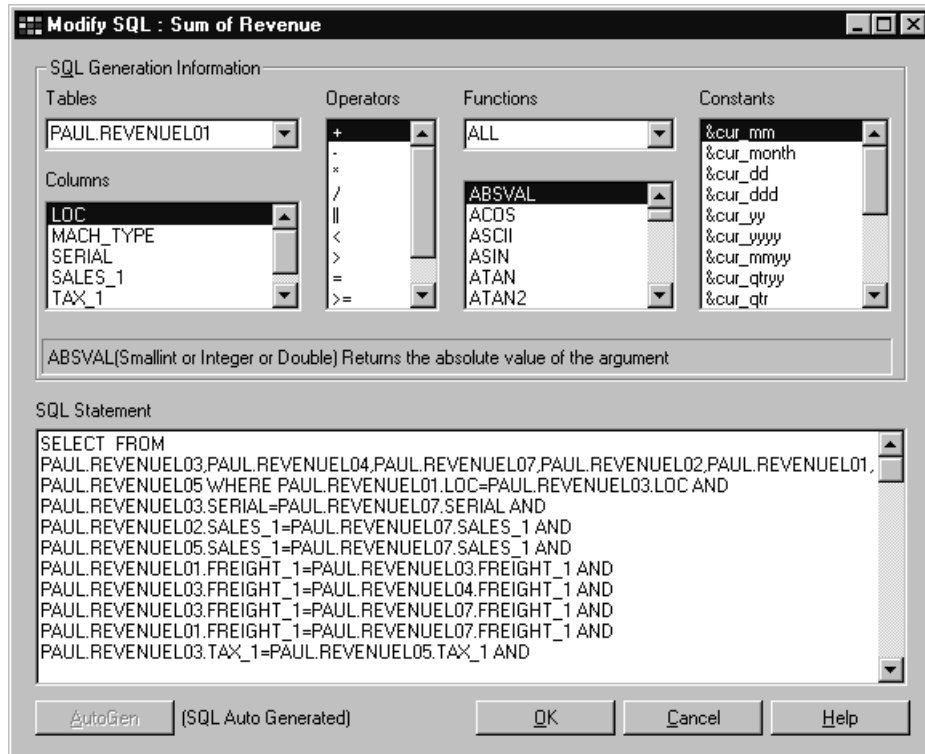 Modify SQL : Sum of Revenue
SQL Generation Information
Tables
PAUL.REVENUEL01
Columns
LOC
MACH_TYPE
SERIAL
SALES_1
TAX_1
Operators
+
-
*
/
||
<
>
=
>=
Functions
ALL
ABSVAL
ACOS
ASCII
ASIN
ATAN
ATAN2
Constants
&cur_mm
&cur_month
&cur_dd
&cur_ddd
&cur_yy
&cur_yyyy
&cur_mmyy
&cur_qtryy
&cur_qtr
ABSVAL(Smallint or Integer or Double) Returns the absolute value of the argument
SQL Statement
SELECT  FROM
PAUL.REVENUEL03,PAUL.REVENUEL04,PAUL.REVENUEL07,PAUL.REVENUEL02,PAUL.REVENUEL01,
PAUL.REVENUEL05 WHERE PAUL.REVENUEL01.LOC=PAUL.REVENUEL03.LOC AND
PAUL.REVENUEL03.SERIAL=PAUL.REVENUEL07.SERIAL AND
PAUL.REVENUEL02.SALES_1=PAUL.REVENUEL07.SALES_1 AND
PAUL.REVENUEL05.SALES_1=PAUL.REVENUEL07.SALES_1 AND
PAUL.REVENUEL01.FREIGHT_1=PAUL.REVENUEL03.FREIGHT_1 AND
PAUL.REVENUEL03.FREIGHT_1=PAUL.REVENUEL04.FREIGHT_1 AND
PAUL.REVENUEL03.FREIGHT_1=PAUL.REVENUEL07.FREIGHT_1 AND
PAUL.REVENUEL01.FREIGHT_1=PAUL.REVENUEL07.FREIGHT_1 AND
PAUL.REVENUEL03.TAX_1=PAUL.REVENUEL05.TAX_1 AND
AutoGen (SQL Auto Generated) OK Cancel Help